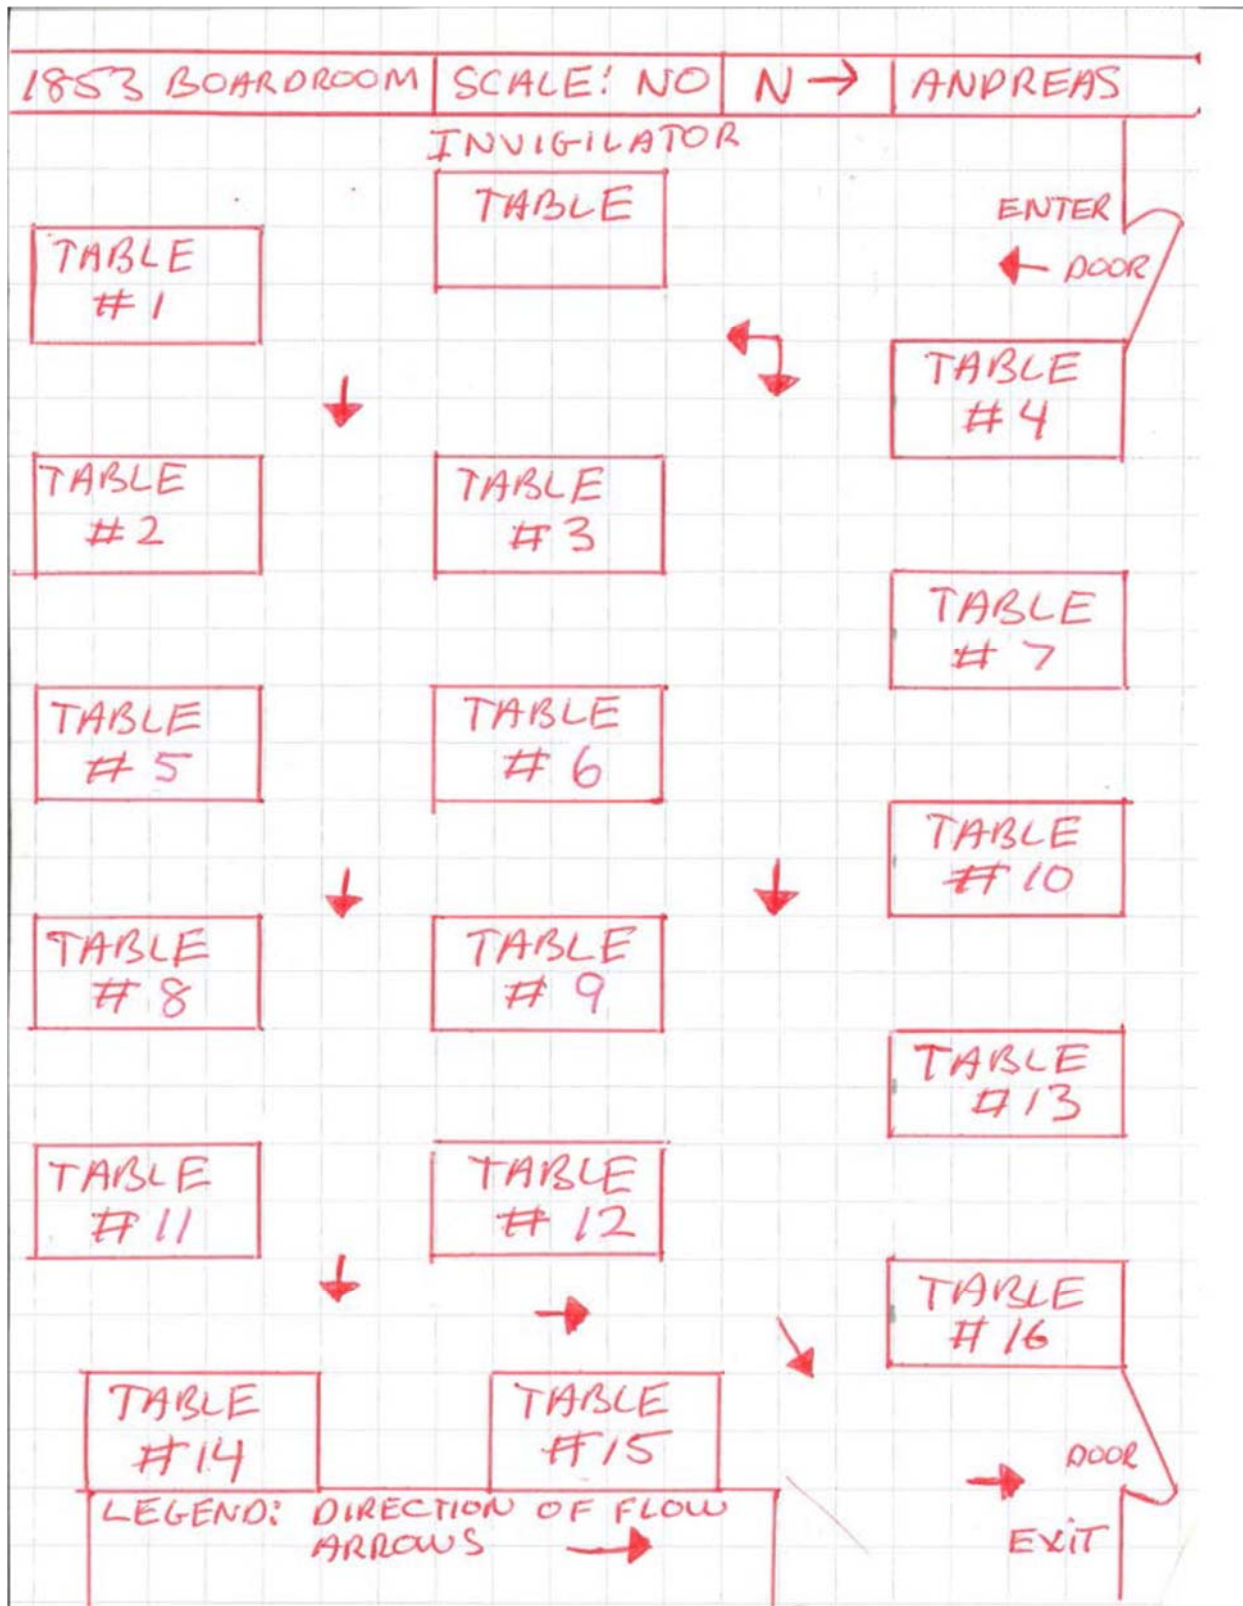 1853 BOARDROOM SCALE: NO N → ANDREAS
INVIGILATOR
TABLE
ENTER
DOOR
TABLE
#1
TABLE
#4
TABLE
#2
TABLE
#3
TABLE
#7
TABLE
#5
TABLE
#6
TABLE
#10
TABLE
#8
TABLE
#9
TABLE
#13
TABLE
#11
TABLE
#12
TABLE
#16
TABLE
#14
TABLE
#15
DOOR
EXIT
LEGEND: DIRECTION OF FLOW
ARROWS →